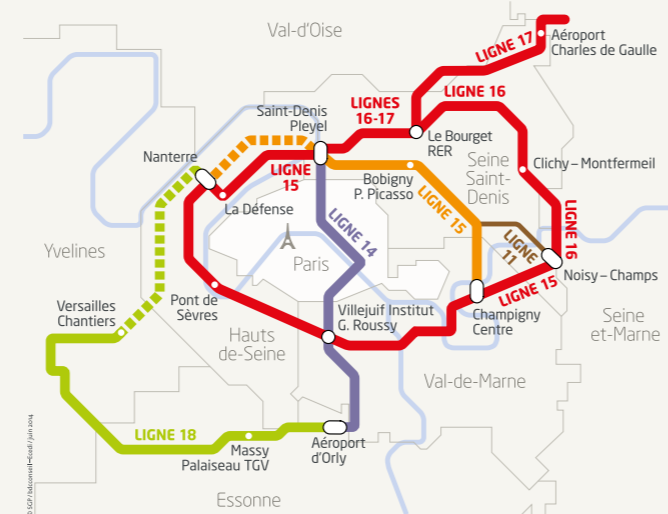 Val-d'Oise
LIGNE 17
Aéroport
Charles de Gaulle
LIGNES
16-17
LIGNE 16
Saint-Denis
Pleyel
Le Bourget
RER
Nanterre
LIGNE
15
Seine
Saint-
Denis
Clichy – Montfermeil
Bobigny
P. Picasso
La Défense
LIGNE 15
LIGNE 14
LIGNE 16
Yvelines
Paris
LIGNE
11
Noisy – Champs
LIGNE 15
Pont de
Sèvres
Versailles
Chantiers
Villejuif Institut
G. Roussy
Champigny
Centre
Seine
et-Marne
Hauts
de-Seine
Val-de-Marne
LIGNE 18
Massy
Palaiseau TGV
Aéroport
d'Orly
Essonne
juin 2014